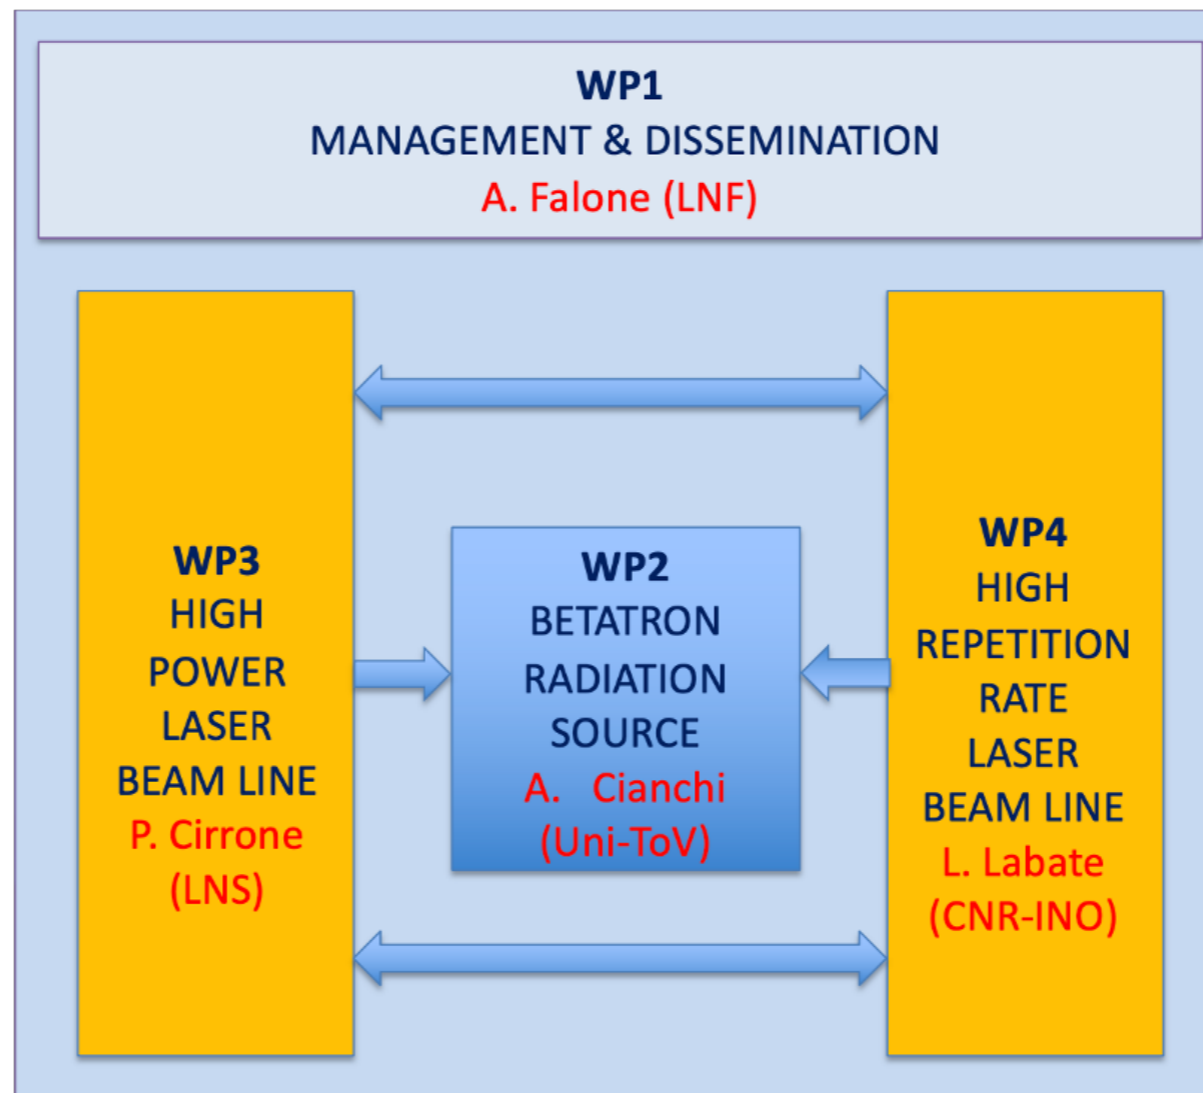 WP1
MANAGEMENT & DISSEMINATION
A. Falone (LNF)
WP3
HIGH
POWER
LASER
BEAM LINE
P. Cirrone
(LNS)
WP2
BETATRON
RADIATION
SOURCE
A. Cianchi
(Uni-ToV)
WP4
HIGH
REPETITION
RATE
LASER
BEAM LINE
L. Labate
(CNR-INO)